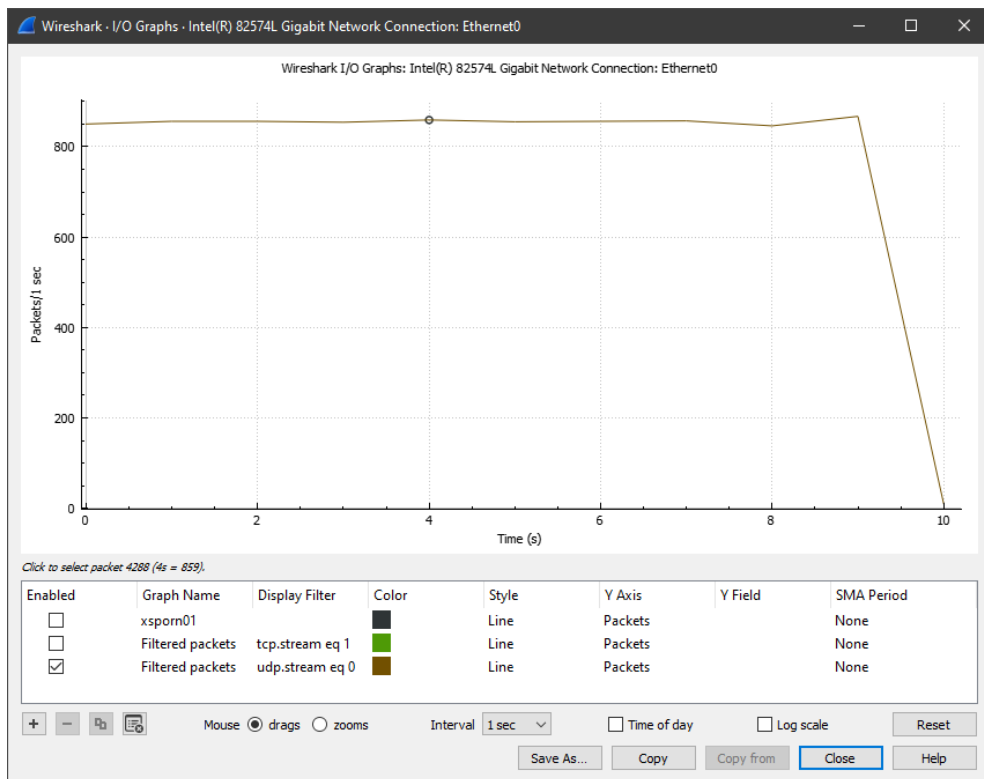 Wireshark · I/O Graphs · Intel(R) 82574L Gigabit Network Connection: Ethernet0
Wireshark I/O Graphs: Intel(R) 82574L Gigabit Network Connection: Ethernet0
800
600
400
200
0
Packets/1 sec
0 2 4 6 8 10
Time (s)
Click to select packet 4288 (4s = 859).
Enabled Graph Name Display Filter Color Style Y Axis Y Field SMA Period
xsporn01 Line Packets None
Filtered packets tcp.stream eq 1 Line Packets None
Filtered packets udp.stream eq 0 Line Packets None
Mouse drags zooms Interval 1 sec Time of day Log scale Reset
Save As... Copy Copy from Close Help